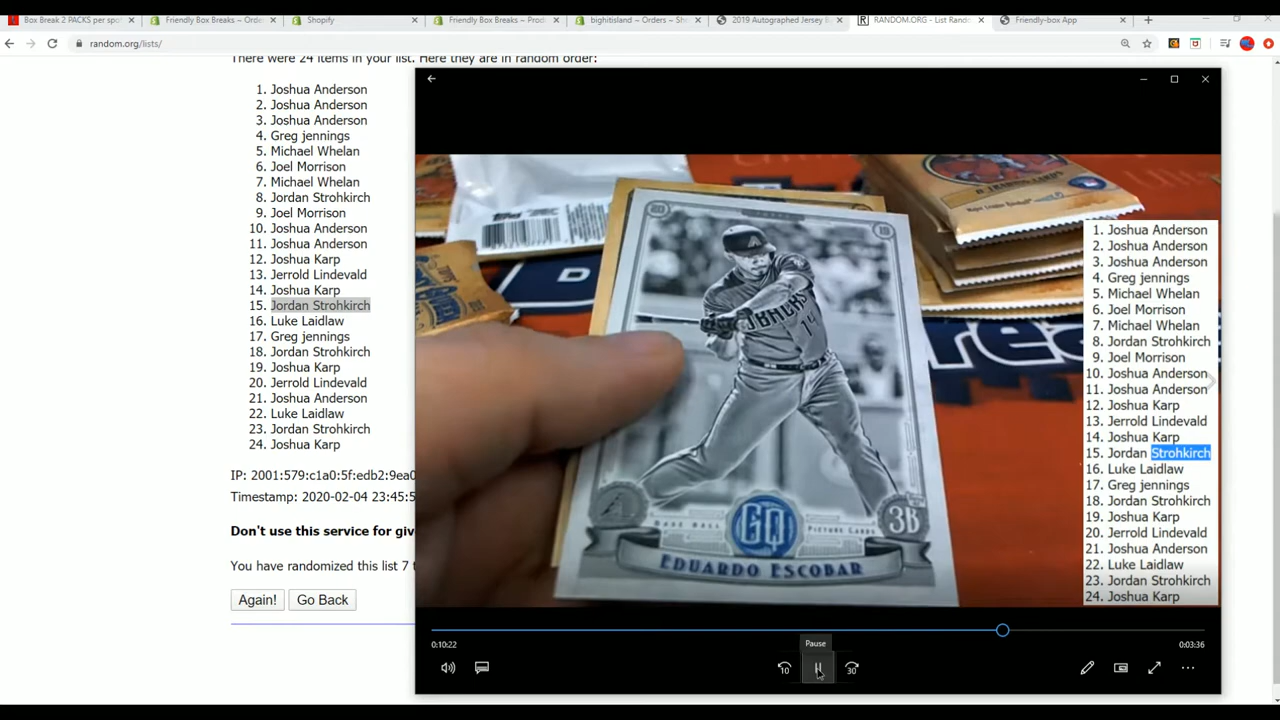 Box Break 2 PACKS per spo
Friendly Box Breaks ~ Order
Shopify
Friendly Box Breaks ~ Prod
bighitisland ~ Orders ~ Sh
2019 Autographed Jersey B
RANDOM.ORG - List Rando
Friendly-box App
random.org/lists/
There were 24 items in your list. Here they are in random order:
1. Joshua Anderson
2. Joshua Anderson
3. Joshua Anderson
4. Greg jennings
5. Michael Whelan
6. Joel Morrison
7. Michael Whelan
8. Jordan Strohkirch
9. Joel Morrison
10. Joshua Anderson
11. Joshua Anderson
12. Joshua Karp
13. Jerrold Lindevald
14. Joshua Karp
15. Jordan Strohkirch
16. Luke Laidlaw
17. Greg jennings
18. Jordan Strohkirch
19. Joshua Karp
20. Jerrold Lindevald
21. Joshua Anderson
22. Luke Laidlaw
23. Jordan Strohkirch
24. Joshua Karp
IP: 2001:579:c1a0:5f:edb2:9ea0
Timestamp: 2020-02-04 23:45:5
Don't use this service for giv
You have randomized this list 7 t
Again!
Go Back
topps
14
GQ
3B
BASE BALL
PICTURE CARDS
EDUARDO ESCOBAR
1. Joshua Anderson
2. Joshua Anderson
3. Joshua Anderson
4. Greg jennings
5. Michael Whelan
6. Joel Morrison
7. Michael Whelan
8. Jordan Strohkirch
9. Joel Morrison
10. Joshua Anderson
11. Joshua Anderson
12. Joshua Karp
13. Jerrold Lindevald
14. Joshua Karp
15. Jordan Strohkirch
16. Luke Laidlaw
17. Greg jennings
18. Jordan Strohkirch
19. Joshua Karp
20. Jerrold Lindevald
21. Joshua Anderson
22. Luke Laidlaw
23. Jordan Strohkirch
24. Joshua Karp
Pause
0:10:22
0:03:36
10
30